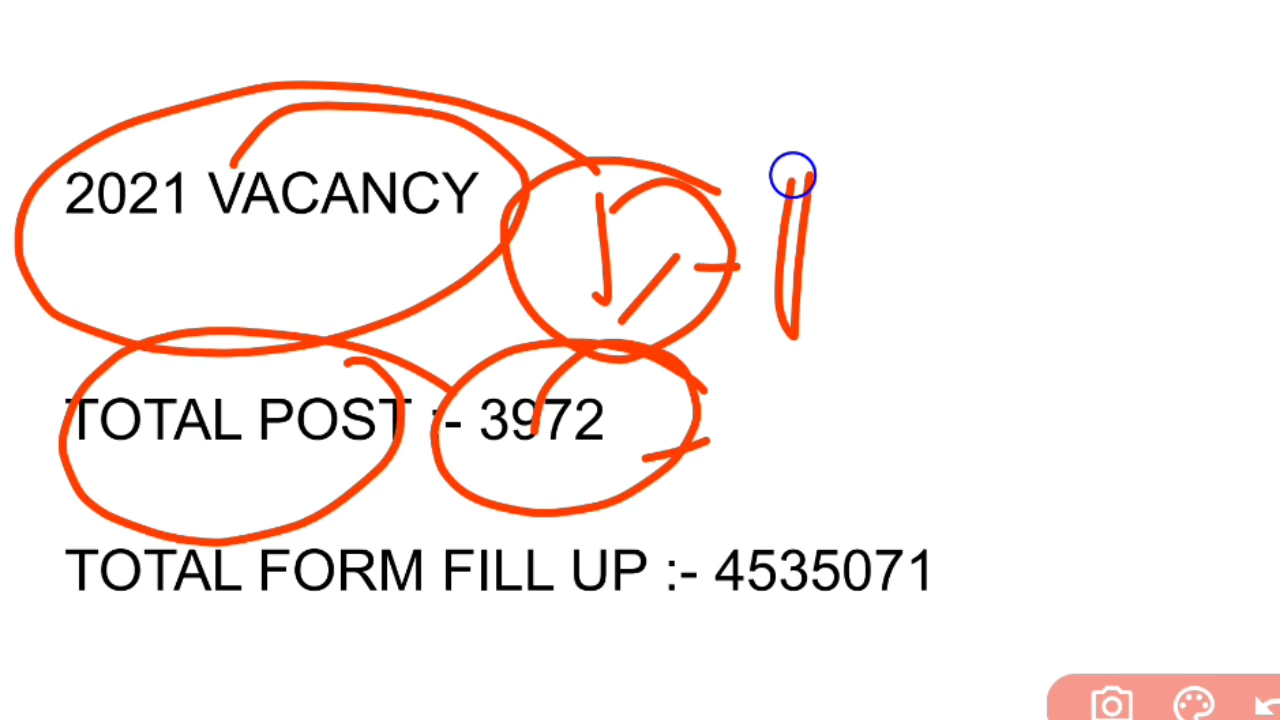 2021 VACANCY
TOTAL POST :- 3972
TOTAL FORM FILL UP :- 4535071